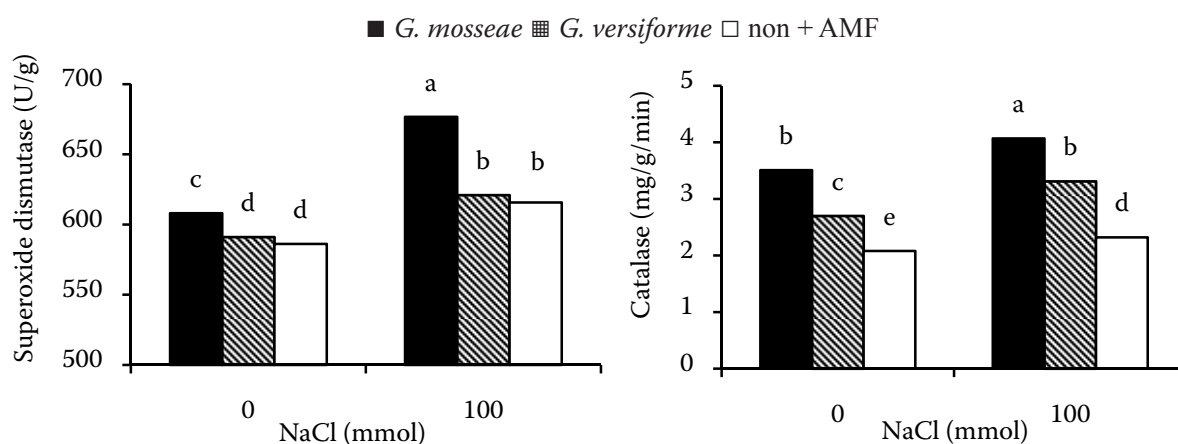 G. mosseae G. versiforme non + AMF
Superoxide dismutase (U/g)
700
650
600
550
500
c
d
d
a
b
b
0
100
NaCl (mmol)
Catalase (mg/g/min)
5
4
3
2
1
0
b
c
e
a
b
d
0
100
NaCl (mmol)